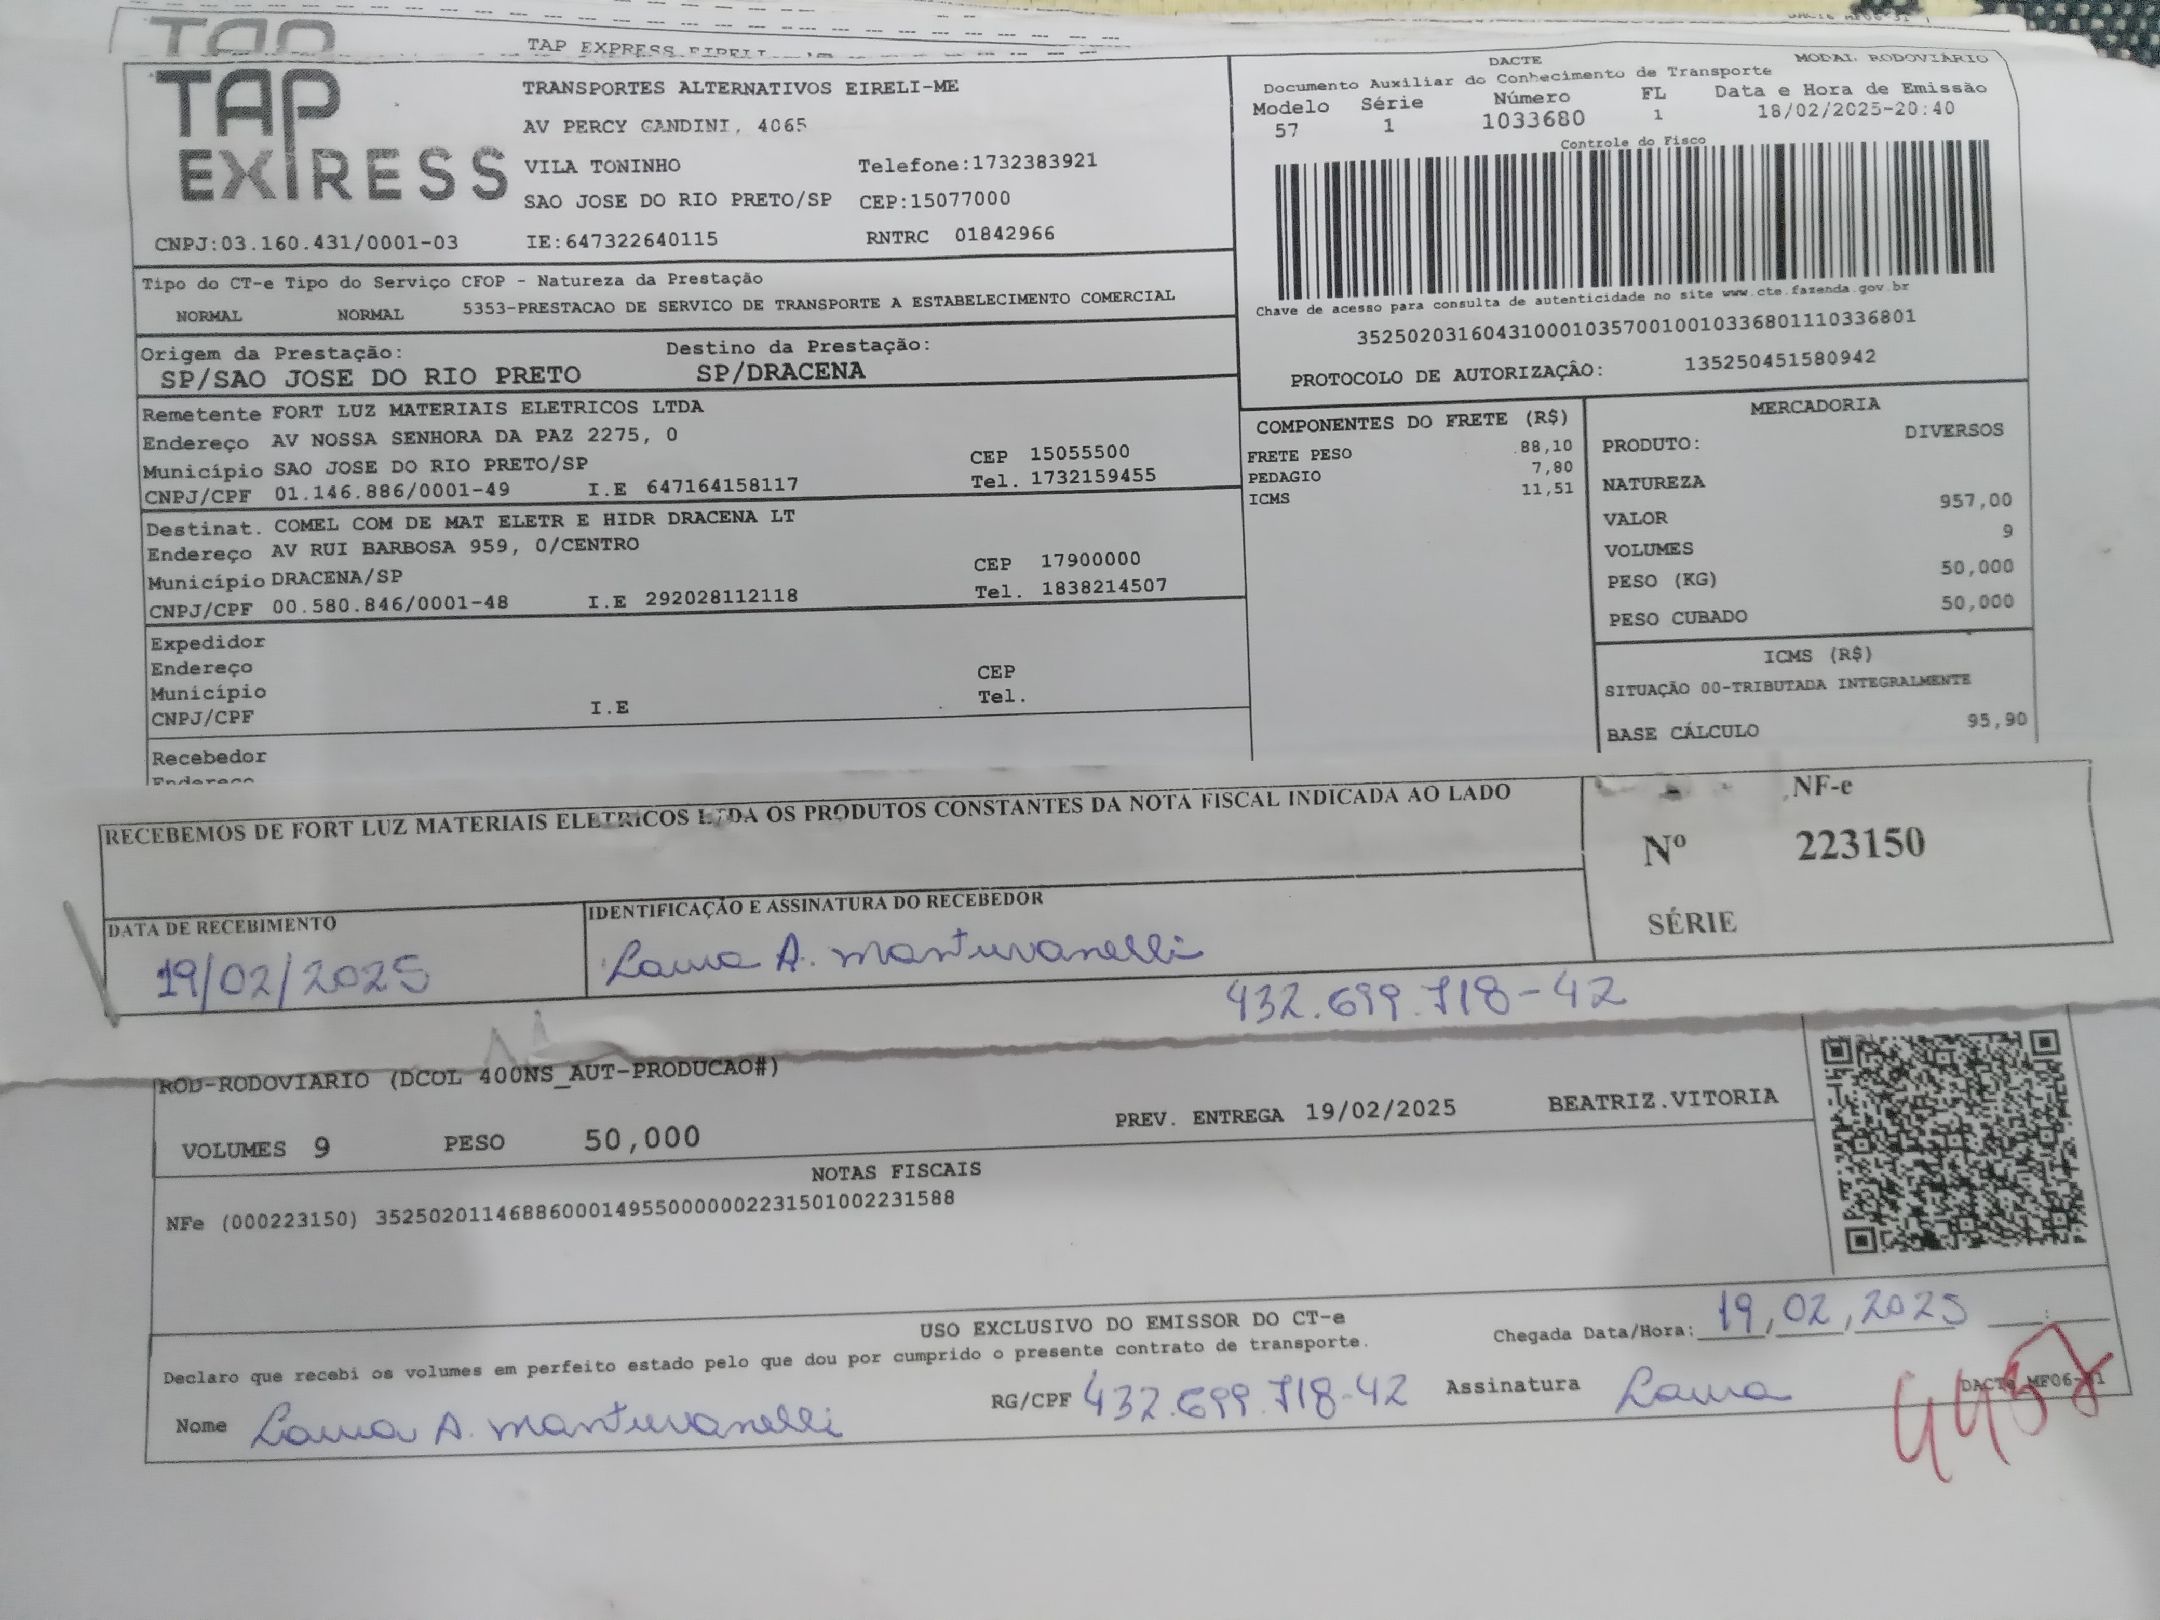 TAP EXPRESS EIRELI
TAP EXPRESS
TRANSPORTES ALTERNATIVOS EIRELI-ME
AV PERCY GANDINI, 4065
VILA TONINHO Telefone:1732383921
SAO JOSE DO RIO PRETO/SP CEP:15077000
CNPJ:03.160.431/0001-03 IE:647322640115 RNTRC 01842966
DACTE MODAL RODOVIÁRIO
Documento Auxiliar do Conhecimento de Transporte
Modelo Série Número FL Data e Hora de Emissão
57 1 1033680 1 18/02/2025-20:40
Controle do Fisco
Chave de acesso para consulta de autenticidade no site www.cte.fazenda.gov.br
35250203160431000103570010010336801110336801
PROTOCOLO DE AUTORIZAÇÂO: 135250451580942
Tipo do CT-e Tipo do Serviço CFOP - Natureza da Prestação
NORMAL NORMAL 5353-PRESTACAO DE SERVICO DE TRANSPORTE A ESTABELECIMENTO COMERCIAL
Origem da Prestação: Destino da Prestação:
SP/SAO JOSE DO RIO PRETO SP/DRACENA
Remetente FORT LUZ MATERIAIS ELETRICOS LTDA
Endereço AV NOSSA SENHORA DA PAZ 2275, 0
Município SAO JOSE DO RIO PRETO/SP CEP 15055500
CNPJ/CPF 01.146.886/0001-49 I.E 647164158117 Tel. 1732159455
Destinat. COMEL COM DE MAT ELETR E HIDR DRACENA LT
Endereço AV RUI BARBOSA 959, 0/CENTRO
Município DRACENA/SP CEP 17900000
CNPJ/CPF 00.580.846/0001-48 I.E 292028112118 Tel. 1838214507
Expedidor
Endereço
Município CEP
CNPJ/CPF I.E Tel.
Recebedor
Endereço
COMPONENTES DO FRETE (R$)
FRETE PESO 88,10
PEDAGIO 7,80
ICMS 11,51
MERCADORIA
PRODUTO: DIVERSOS
NATUREZA
VALOR 957,00
VOLUMES 9
PESO (KG) 50,000
PESO CUBADO 50,000
ICMS (R$)
SITUAÇÃO 00-TRIBUTADA INTEGRALMENTE
BASE CÁLCULO 95,90
RECEBEMOS DE FORT LUZ MATERIAIS ELETRICOS LTDA OS PRODUTOS CONSTANTES DA NOTA FISCAL INDICADA AO LADO
NF-e
Nº 223150
SÉRIE
DATA DE RECEBIMENTO IDENTIFICAÇÃO E ASSINATURA DO RECEBEDOR
19/02/2025 Laura A. Mantuvanelli
432.699.718-42
ROD-RODOVIARIO (DCOL 400NS_AUT-PRODUCAO#)
VOLUMES 9 PESO 50,000 PREV. ENTREGA 19/02/2025 BEATRIZ.VITORIA
NOTAS FISCAIS
NFe (000223150) 35250201146886000149550000002231501002231588
USO EXCLUSIVO DO EMISSOR DO CT-e
Declaro que recebi os volumes em perfeito estado pelo que dou por cumprido o presente contrato de transporte.
Chegada Data/Hora: 19,02,2025
Nome Laura A. Mantuvanelli RG/CPF 432.699.718-42 Assinatura Laura